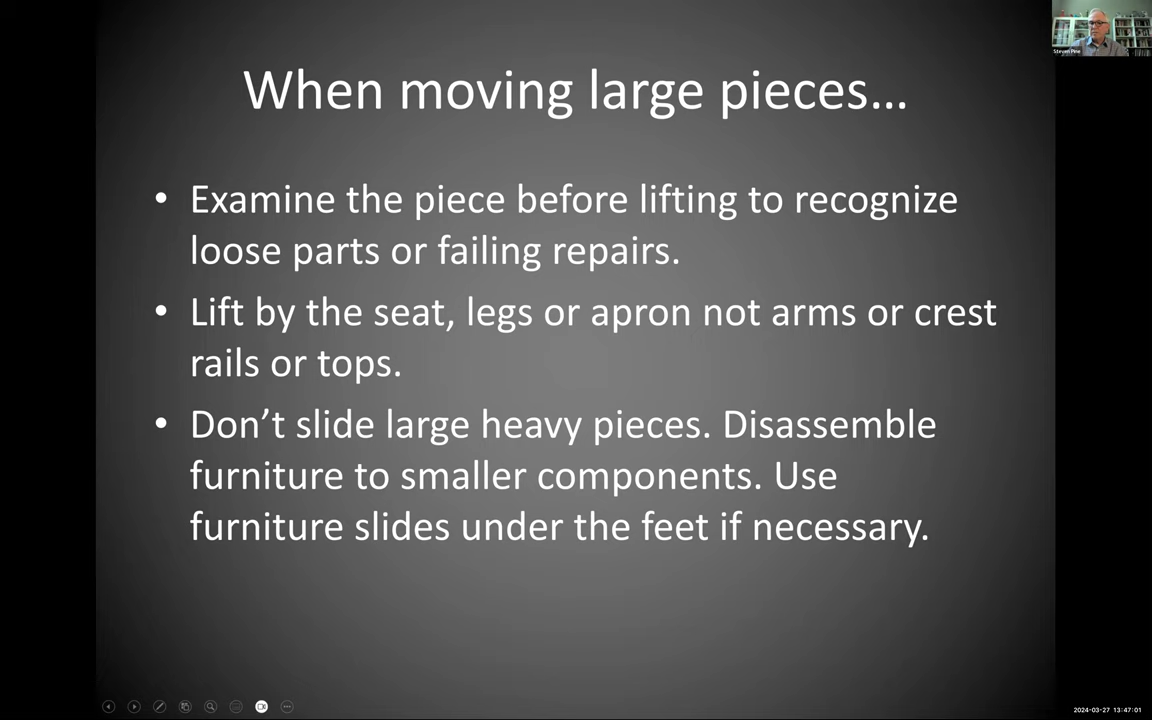 When moving large pieces…
• Examine the piece before lifting to recognize
loose parts or failing repairs.
• Lift by the seat, legs or apron not arms or crest
rails or tops.
• Don’t slide large heavy pieces. Disassemble
furniture to smaller components. Use
furniture slides under the feet if necessary.
Steven Pine
2024-03-27 13:47:01